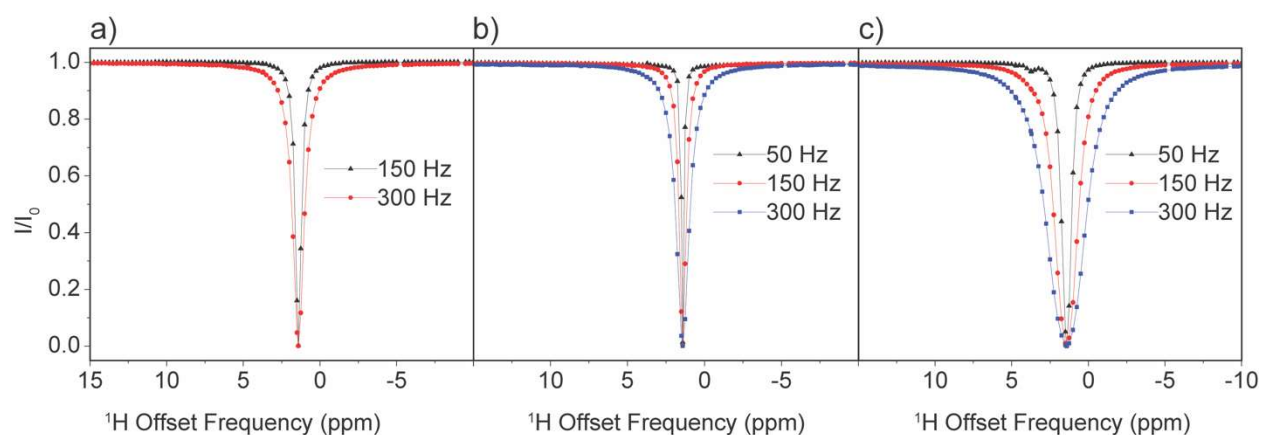 a)
b)
c)
1.0
0.8
0.6
0.4
0.2
0.0
I/I₀
150 Hz
300 Hz
50 Hz
150 Hz
300 Hz
50 Hz
150 Hz
300 Hz
15 10 5 0 -5
10 5 0 -5
10 5 0 -5 -10
¹H Offset Frequency (ppm)
¹H Offset Frequency (ppm)
¹H Offset Frequency (ppm)